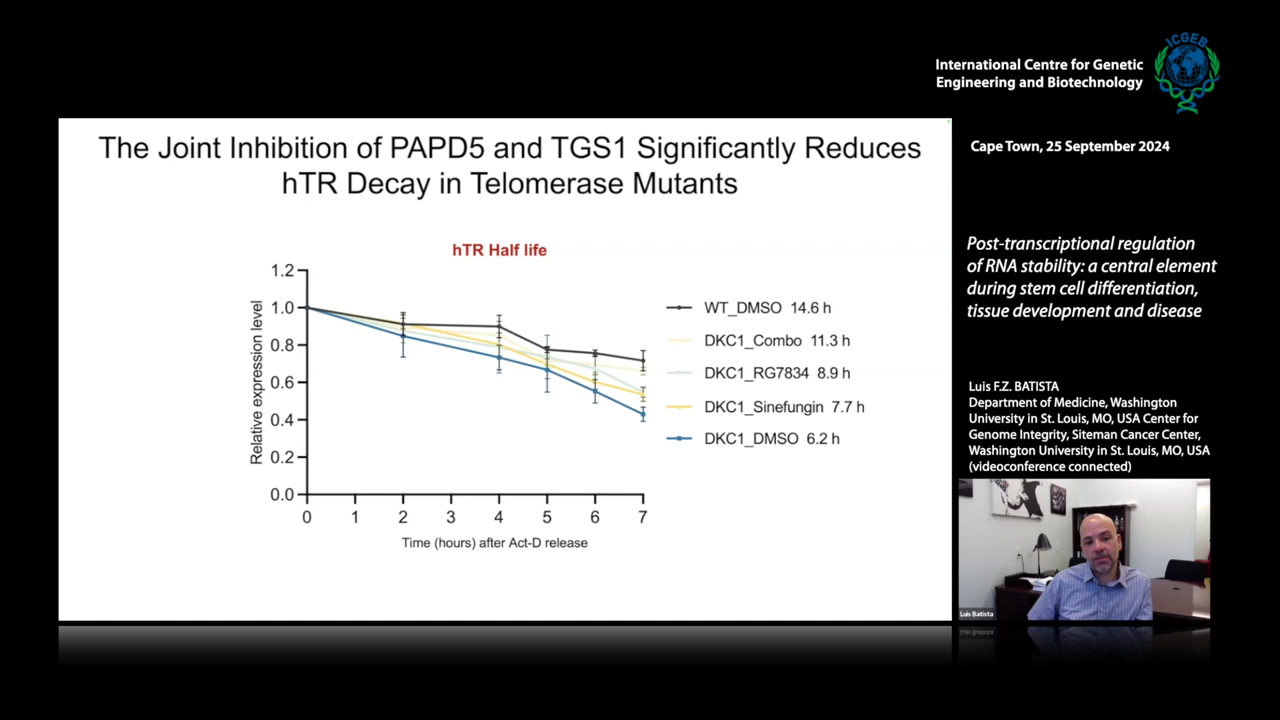 ICGEB
International Centre for Genetic
Engineering and Biotechnology
Cape Town, 25 September 2024
The Joint Inhibition of PAPD5 and TGS1 Significantly Reduces
hTR Decay in Telomerase Mutants
hTR Half life
Relative expression level
1.2
1.0
0.8
0.6
0.4
0.2
0.0
0 1 2 3 4 5 6 7
Time (hours) after Act-D release
WT_DMSO 14.6 h
DKC1_Combo 11.3 h
DKC1_RG7834 8.9 h
DKC1_Sinefungin 7.7 h
DKC1_DMSO 6.2 h
Post-transcriptional regulation
of RNA stability: a central element
during stem cell differentiation,
tissue development and disease
Luis F.Z. BATISTA
Department of Medicine, Washington
University in St. Louis, MO, USA Center for
Genome Integrity, Siteman Cancer Center,
Washington University in St. Louis, MO, USA
(videoconference connected)
Luis Batista